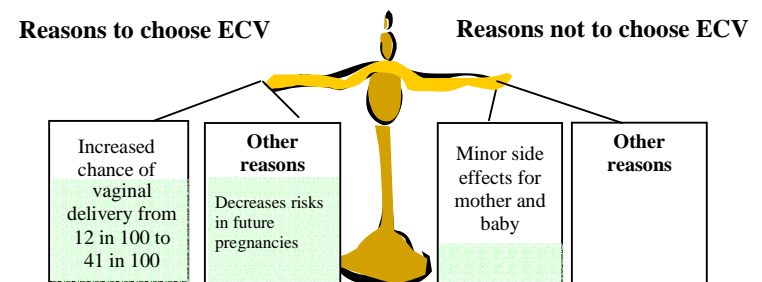 Reasons to choose ECV
Reasons not to choose ECV
Increased
chance of
vaginal
delivery from
12 in 100 to
41 in 100
Other
reasons
Decreases risks
in future
pregnancies
Minor side
effects for
mother and
baby
Other
reasons